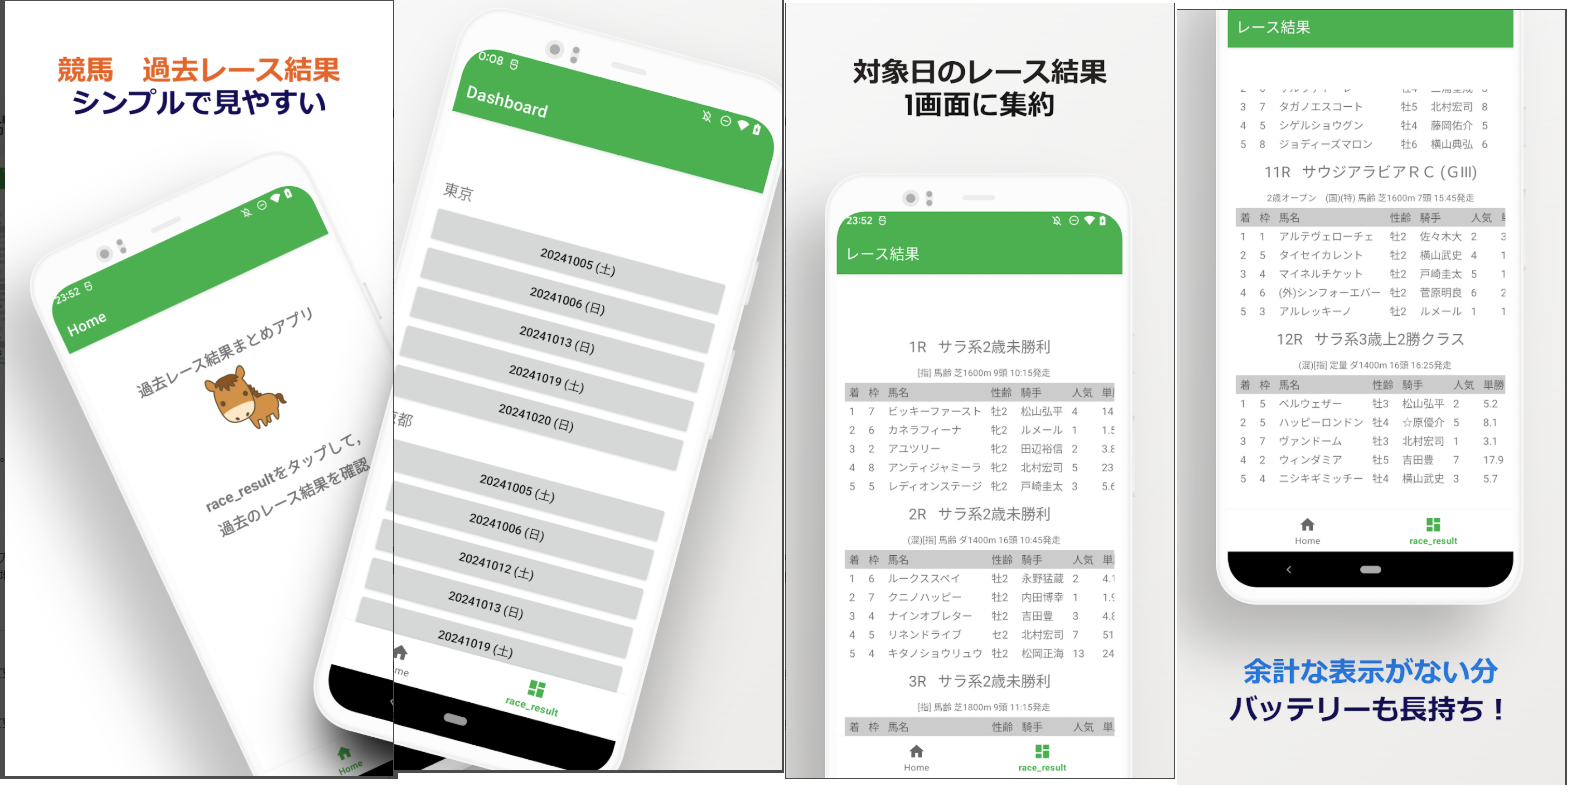 競馬　過去レース結果
シンプルで見やすい
23:52
Home
過去レース結果まとめアプリ
race_resultをタップして,
過去のレース結果を確認
Home
0:08
Dashboard
東京
20241005 (土)
20241006 (日)
20241013 (日)
20241019 (土)
20241020 (日)
都
20241005 (土)
20241006 (日)
20241012 (土)
20241013 (日)
20241019 (土)
me
race_result
対象日のレース結果
1画面に集約
23:52
レース結果
1R サラ系2歳未勝利
[指] 馬齢 芝1600m 9頭 10:15発走
着 枠 馬名 性齢 騎手 人気 単
1 7 ビッキーファースト 牡2 松山弘平 4 14
2 6 カネラフィーナ 牝2 ルメール 1 1.5
3 2 アユツリー 牝2 田辺裕信 2 3.8
4 8 アンティジャミーラ 牝2 北村宏司 5 23
5 5 レディオンステージ 牝2 戸崎圭太 3 5.6
2R サラ系2歳未勝利
(混)[指] 馬齢 ダ1400m 16頭 10:45発走
着 枠 馬名 性齢 騎手 人気 単
1 6 ルークススペイ 牡2 永野猛蔵 2 4.1
2 7 クニノハッピー 牡2 内田博幸 1 1.9
3 4 ナインオブレター 牡2 吉田豊 3 4.8
4 5 リネンドライブ セ2 北村宏司 7 51
5 4 キタノショウリュウ 牡2 松岡正海 13 24
3R サラ系2歳未勝利
[指] 馬齢 芝1800m 9頭 11:15発走
着 枠 馬名 性齢 騎手 人気 単
Home
race_result
レース結果
3 7 タガノエスコート 牡5 北村宏司 8
4 5 シゲルショウグン 牡4 藤岡佑介 5
5 8 ジョディーズマロン 牡6 横山典弘 6
11R サウジアラビアＲＣ (ＧⅢ)
2歳オープン (国)(特) 馬齢 芝1600m 7頭 15:45発走
着 枠 馬名 性齢 騎手 人気
1 1 アルテヴェローチェ 牡2 佐々木大 2 3
2 5 タイセイカレント 牡2 横山武史 4 1
3 4 マイネルチケット 牡2 戸崎圭太 5 1
4 6 (外)シンフォーエバー 牡2 菅原明良 6 2
5 3 アルレッキーノ 牡2 ルメール 1 1
12R サラ系3歳上2勝クラス
(混)[指] 定量 ダ1400m 16頭 16:25発走
着 枠 馬名 性齢 騎手 人気 単勝
1 5 ベルウェザー 牡3 松山弘平 2 5.2
2 5 ハッピーロンドン 牡4 ☆原優介 5 8.1
3 7 ヴァンドーム 牡3 北村宏司 1 3.1
4 2 ウィンダミア 牡5 吉田豊 7 17.9
5 4 ニシキギミッチー 牡4 横山武史 3 5.7
Home
race_result
余計な表示がない分
バッテリーも長持ち！